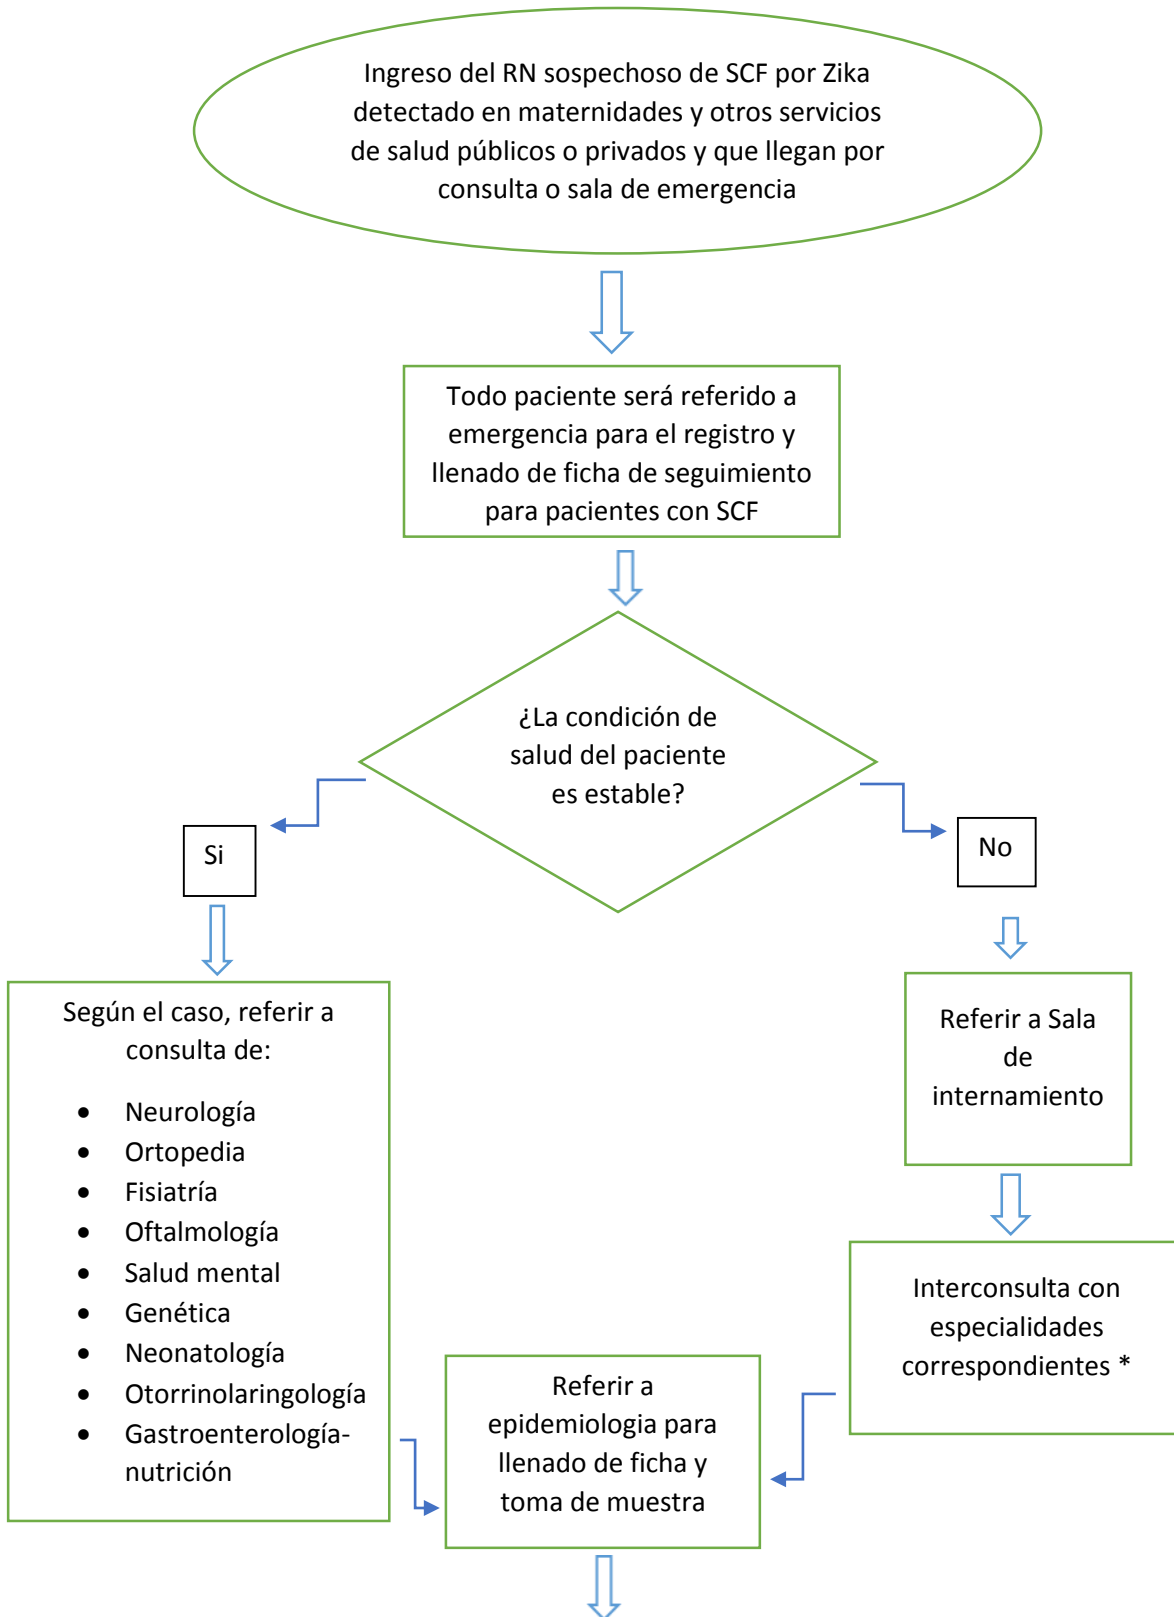 Ingreso del RN sospechoso de SCF por Zika
detectado en maternidades y otros servicios
de salud públicos o privados y que llegan por
consulta o sala de emergencia
Todo paciente será referido a
emergencia para el registro y
llenado de ficha de seguimiento
para pacientes con SCF
¿La condición de
salud del paciente
es estable?
Si
No
Según el caso, referir a
consulta de:
• Neurología
• Ortopedia
• Fisiatría
• Oftalmología
• Salud mental
• Genética
• Neonatología
• Otorrinolaringología
• Gastroenterología-
nutrición
Referir a Sala
de
internamiento
Interconsulta con
especialidades
correspondientes *
Referir a
epidemiologia para
llenado de ficha y
toma de muestra